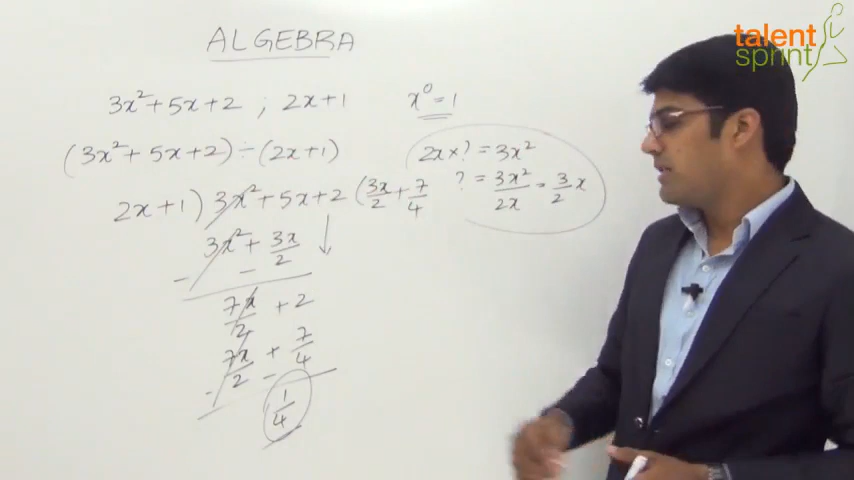 talent
sprint
ALGEBRA
3x²+5x+2 ; 2x+1 x⁰=1
(3x²+5x+2)÷(2x+1)
2x×?=3x²
?=3x²/2x=3/2x
2x+1)3x²+5x+2(3x/2+7/4
3x²+3x/2
- -
7x/2+2
7x/2+7/4
- -
1/4